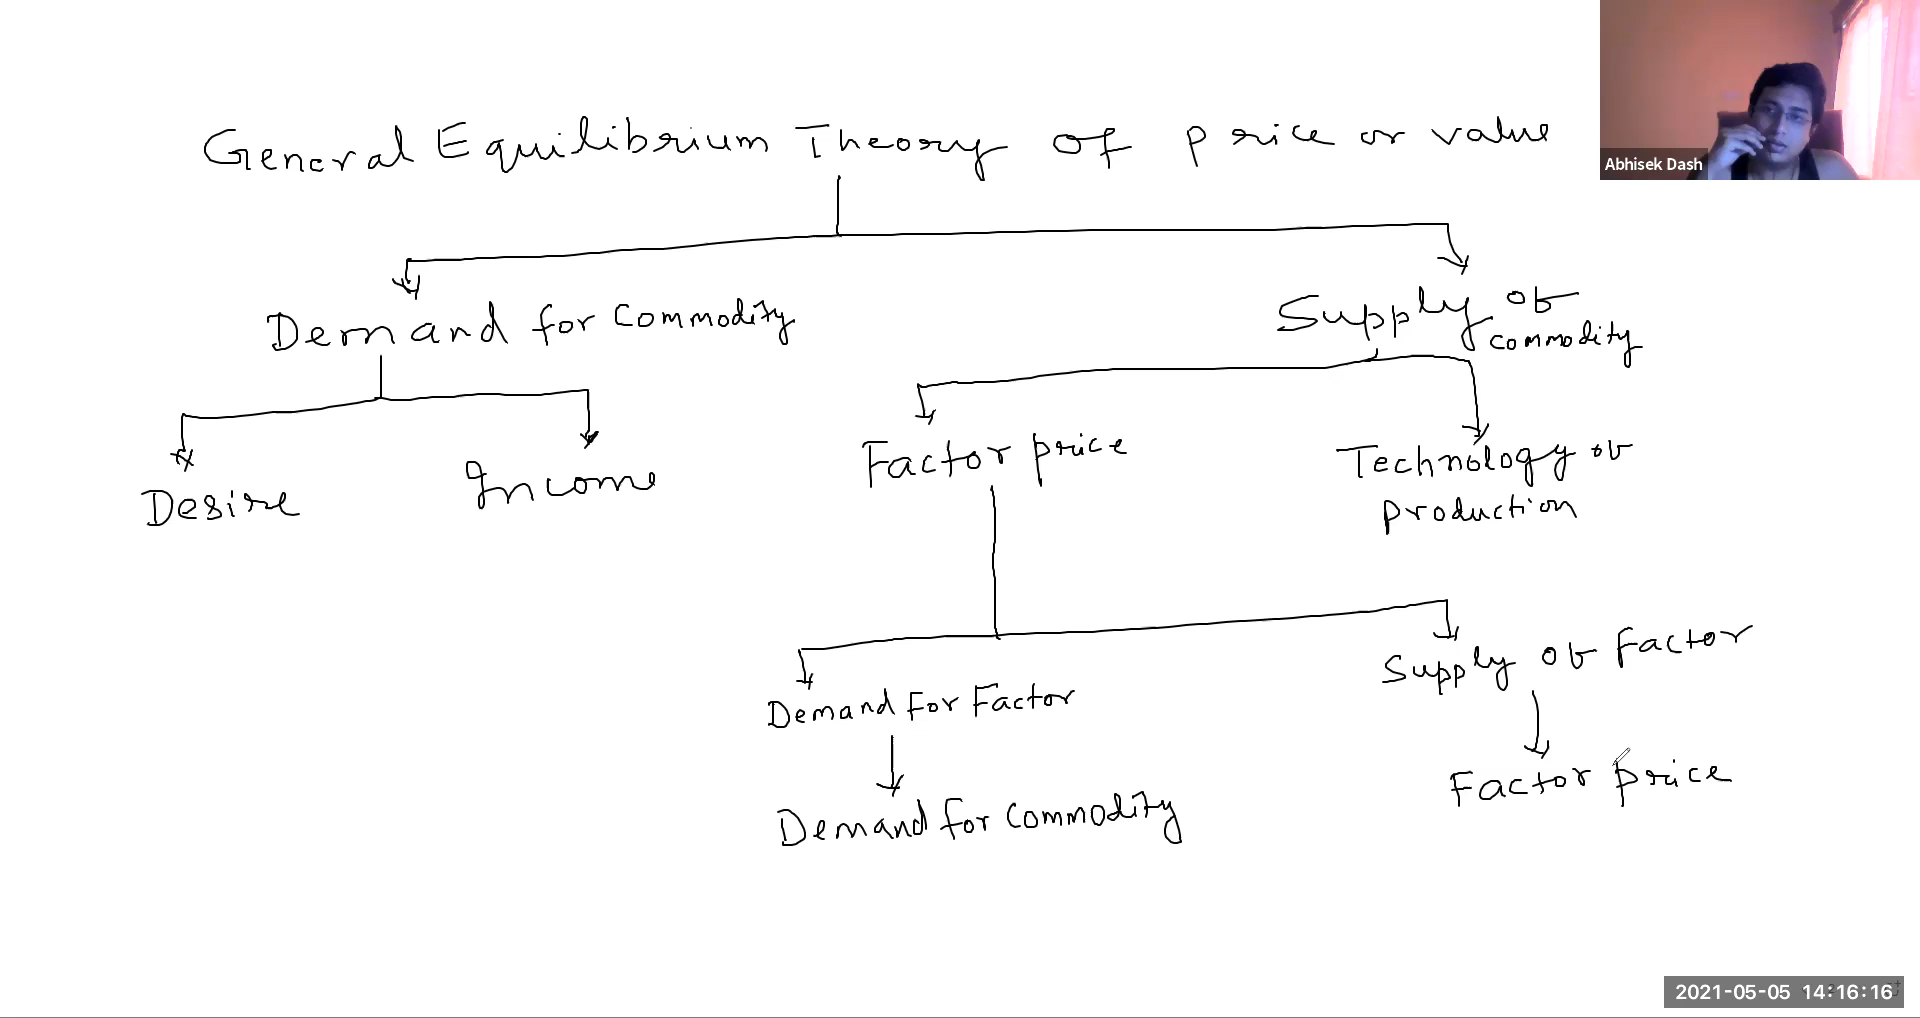 General Equilibrium Theory of price or value
Abhisek Dash
Demand for commodity
Supply of
commodity
Desire
Income
Factor price
Technology of
production
Demand for Factor
Supply of factor
Demand for commodity
Factor price
2021-05-05 14:16:16